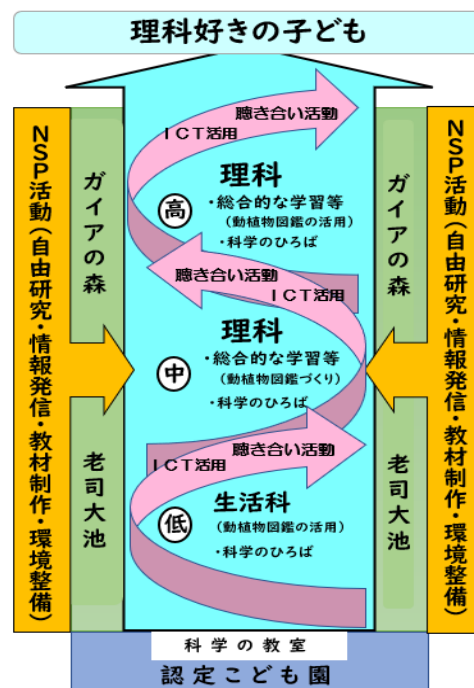 理科好きの子ども
NSP活動(自由研究・情報発信・教材制作・環境整備)
ガイアの森
老司大池
聴き合い活動
ICT活用
理科
高
・総合的な学習等
(動植物図鑑の活用)
・科学のひろば
聴き合い活動
ICT活用
理科
中
・総合的な学習等
(動植物図鑑づくり)
・科学のひろば
聴き合い活動
ICT活用
生活科
低
(動植物図鑑の活用)
・科学のひろば
ガイアの森
老司大池
NSP活動(自由研究・情報発信・教材制作・環境整備)
科学の教室
認定こども園